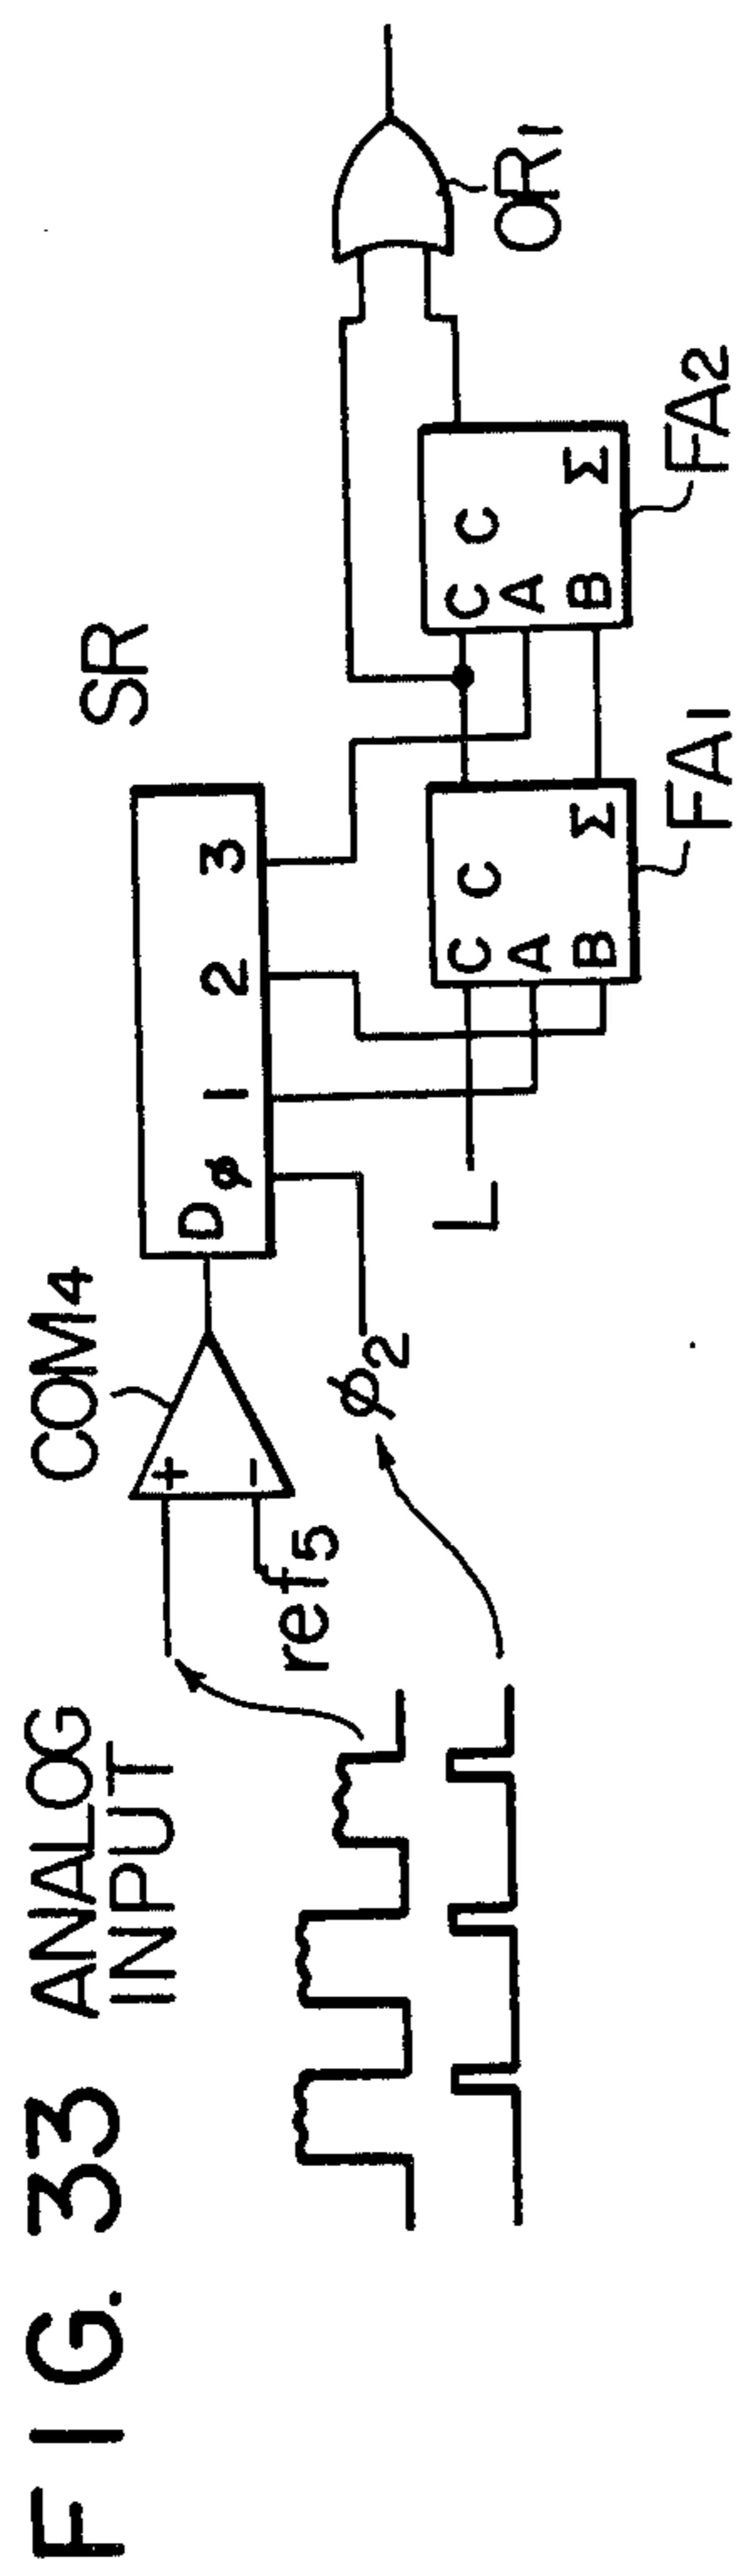 FIG. 33
ANALOG
INPUT
COM4
+
-
ref5
SR
D
ϕ
1
2
3
ϕ2
L
C
A
B
C
Σ
FA1
C
A
B
C
Σ
FA2
OR1